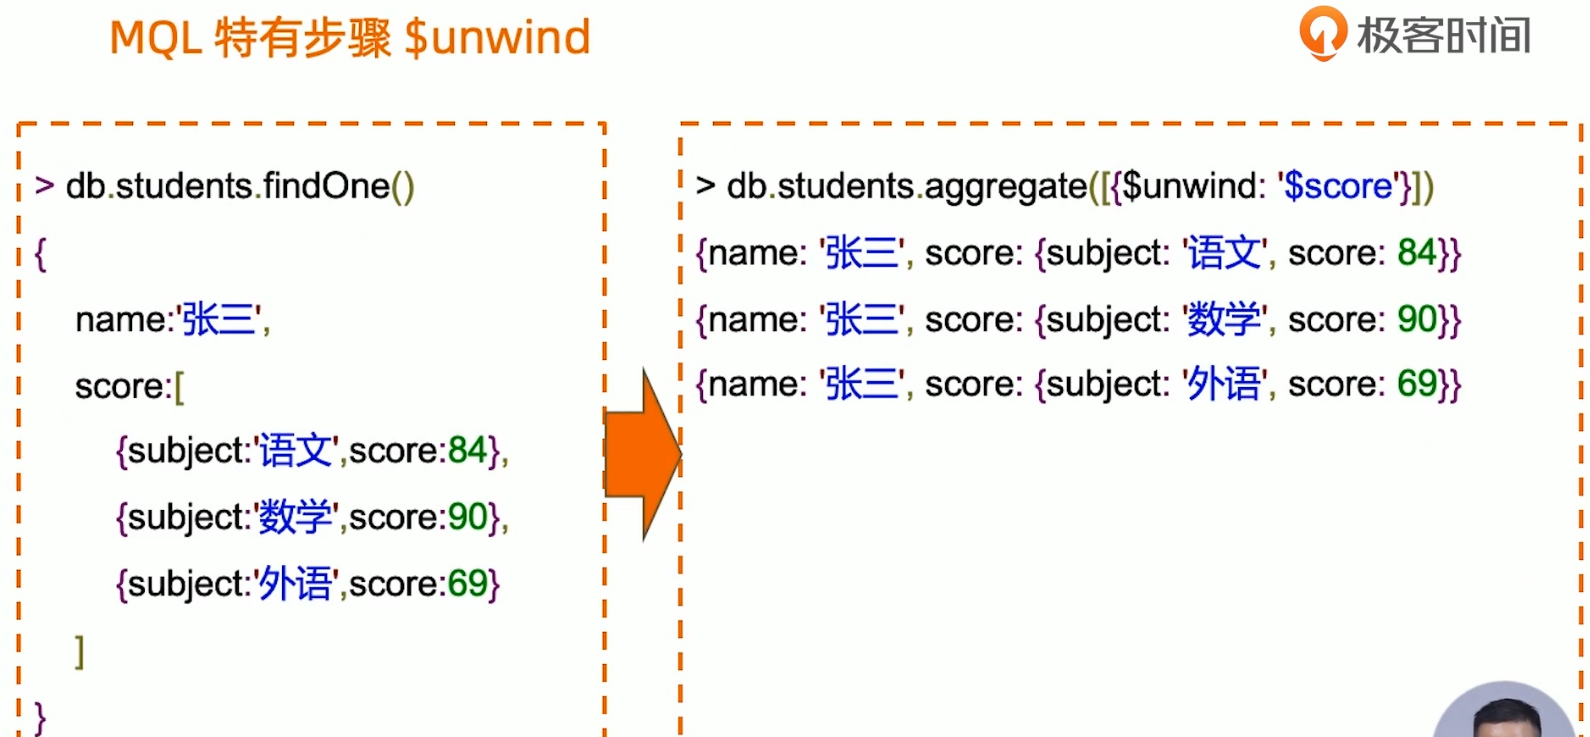 MQL 特有步骤 $unwind
极客时间
> db.students.findOne()
{
name:'张三',
score:[
{subject:'语文',score:84},
{subject:'数学',score:90},
{subject:'外语',score:69}
]
}
> db.students.aggregate([{$unwind: '$score'}])
{name: '张三', score: {subject: '语文', score: 84}}
{name: '张三', score: {subject: '数学', score: 90}}
{name: '张三', score: {subject: '外语', score: 69}}